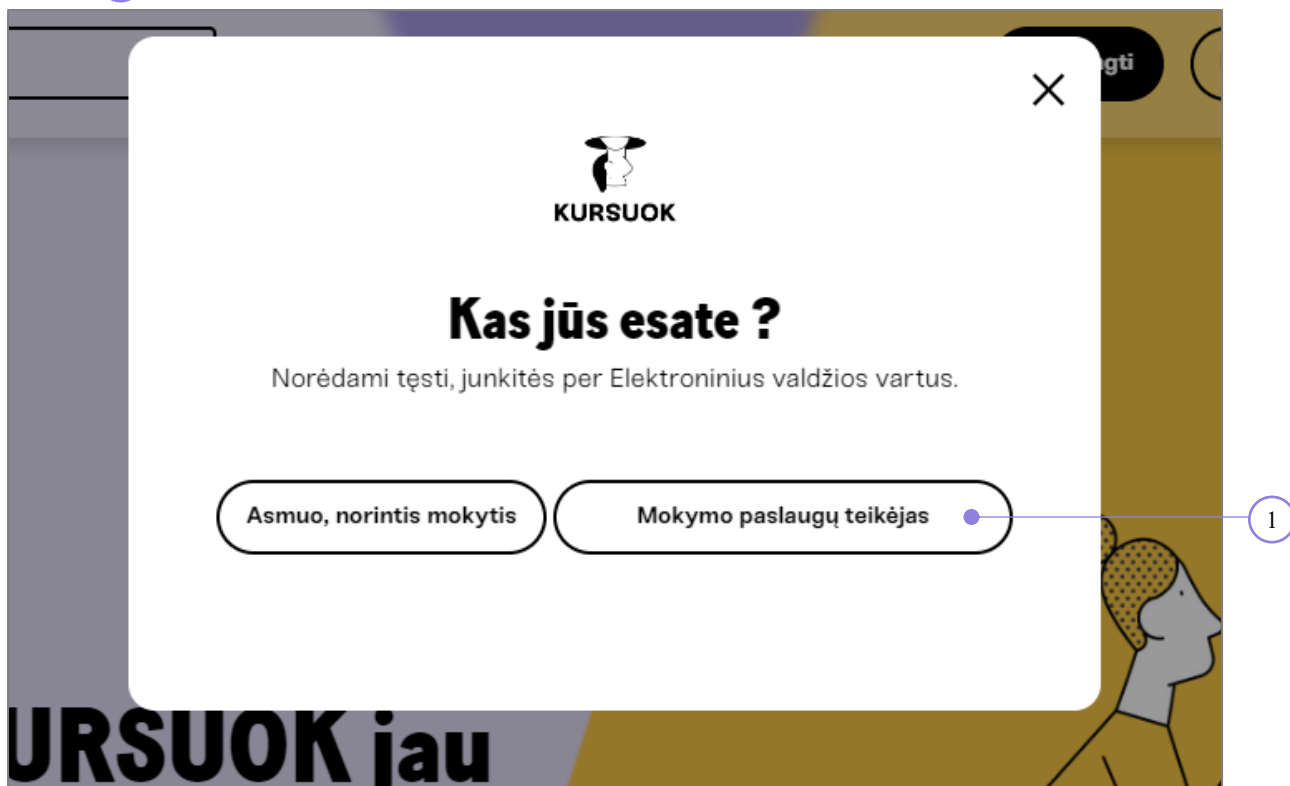 gti
KURSUOK
Kas jūs esate ?
Norėdami tęsti, junkitės per Elektroninius valdžios vartus.
Asmuo, norintis mokytis
Mokymo paslaugų teikėjas
1
URSUOK jau